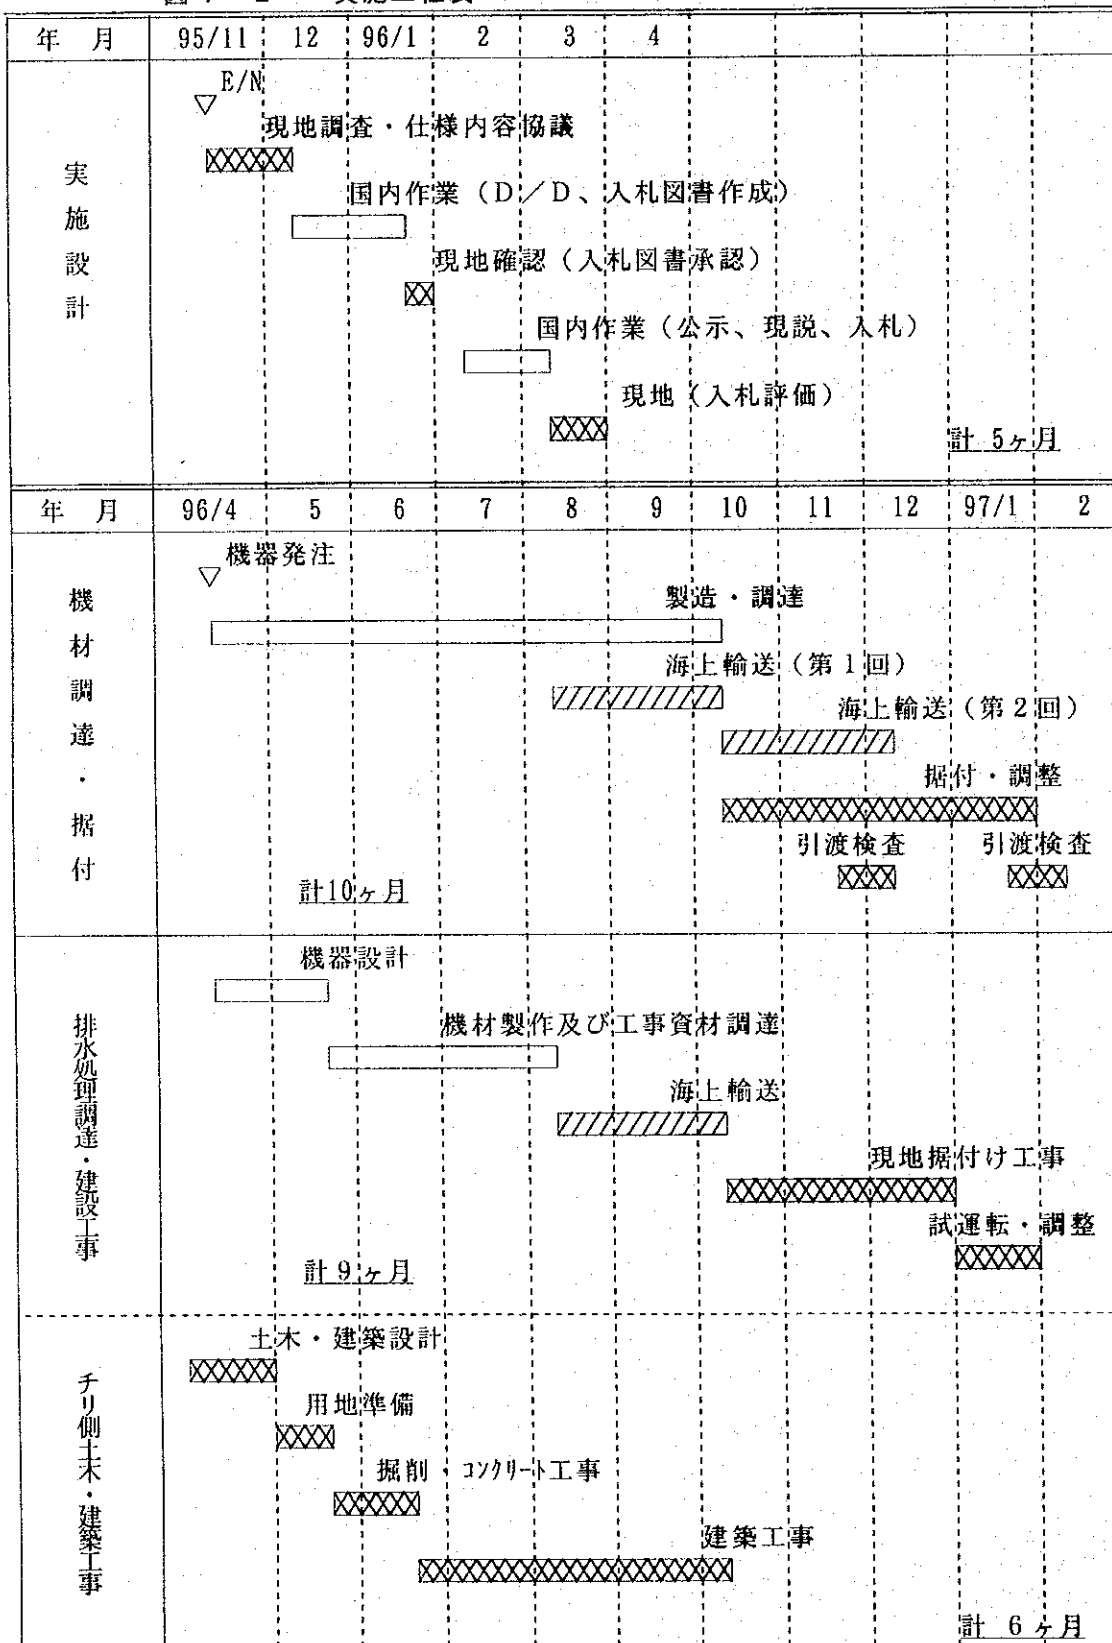 年 月 95/11 12 96/1 2 3 4
実施設計
E/N
現地調査・仕様内容協議
国内作業（D/D、入札図書作成）
現地確認（入札図書承認）
国内作業（公示、現説、入札）
現地（入札評価）
計 5ヶ月
年 月 96/4 5 6 7 8 9 10 11 12 97/1 2
機材調達・据付
機器発注
製造・調達
海上輸送（第1回）
海上輸送（第2回）
据付・調整
引渡検査 引渡検査
計10ヶ月
排水処理調達・建設工事
機器設計
機材製作及び工事資材調達
海上輸送
現地据付け工事
試運転・調整
計9ヶ月
チリ側土木・建築工事
土木・建築設計
用地準備
掘削・コンクリート工事
建築工事
計 6ヶ月